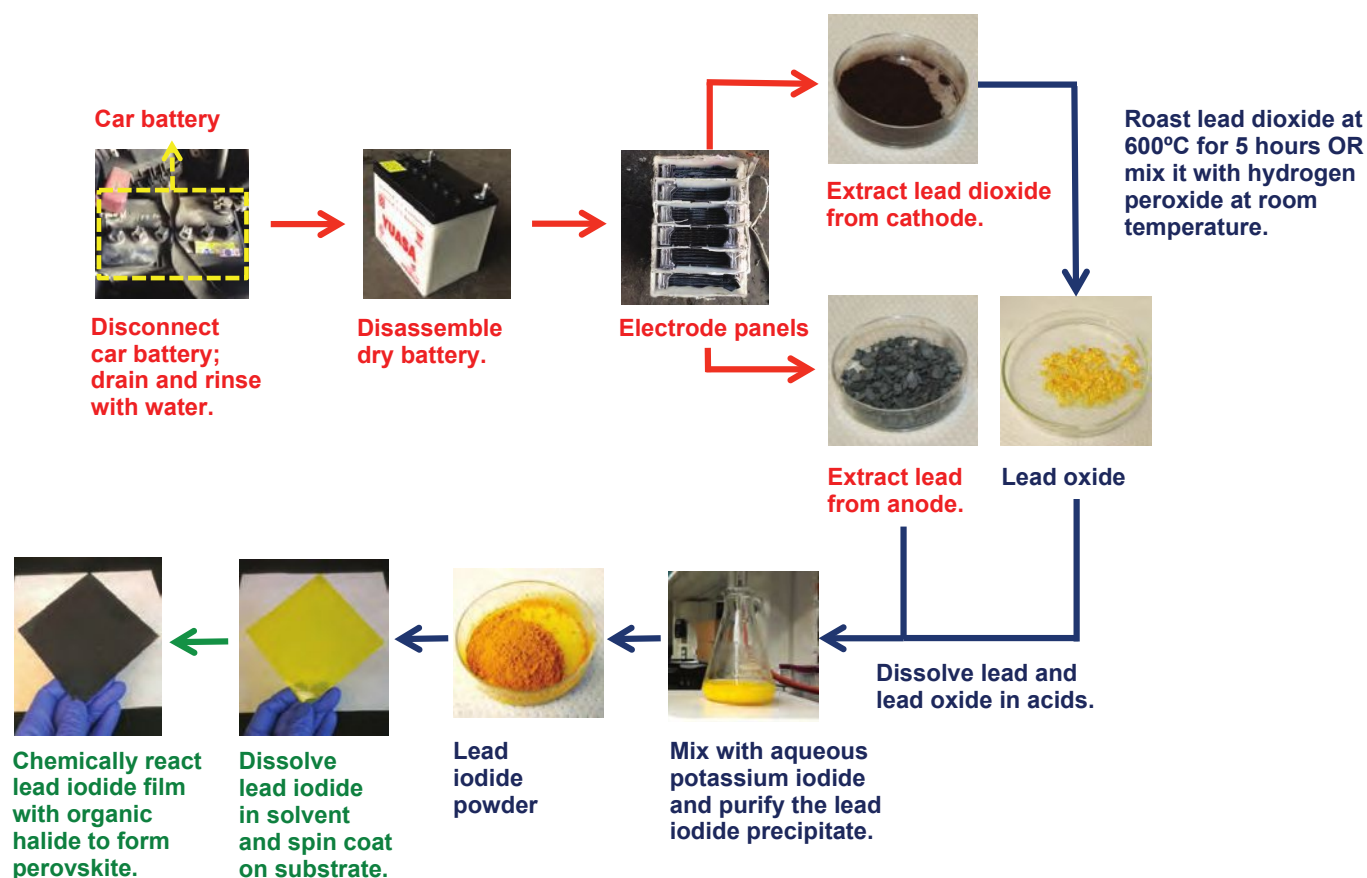 Car battery
Disconnect
car battery;
drain and rinse
with water.
YUASA
Disassemble
dry battery.
Electrode panels
Extract lead dioxide
from cathode.
Roast lead dioxide at
600ºC for 5 hours OR
mix it with hydrogen
peroxide at room
temperature.
Extract lead
from anode.
Lead oxide
Dissolve lead and
lead oxide in acids.
Mix with aqueous
potassium iodide
and purify the lead
iodide precipitate.
Lead
iodide
powder
Dissolve
lead iodide
in solvent
and spin coat
on substrate.
Chemically react
lead iodide film
with organic
halide to form
perovskite.